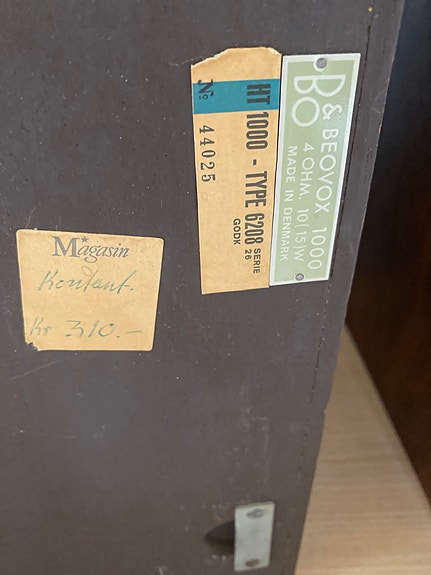 B&O BEOVOX 1000
4 OHM. 10(15)W
MADE IN DENMARK
HT 1000 - TYPE 6208 SERIE 26
GODK
№ 44025
Magasin
Kontant.
Kr 310.-